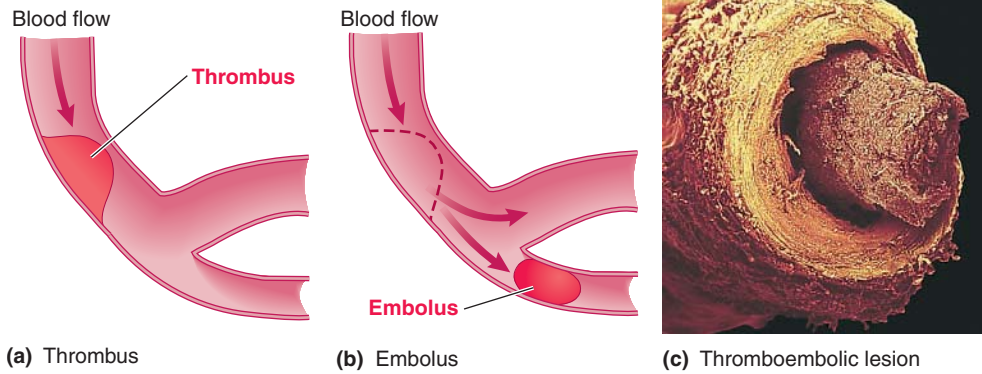 Blood flow
Thrombus
(a) Thrombus
Blood flow
Embolus
(b) Embolus
(c) Thromboembolic lesion